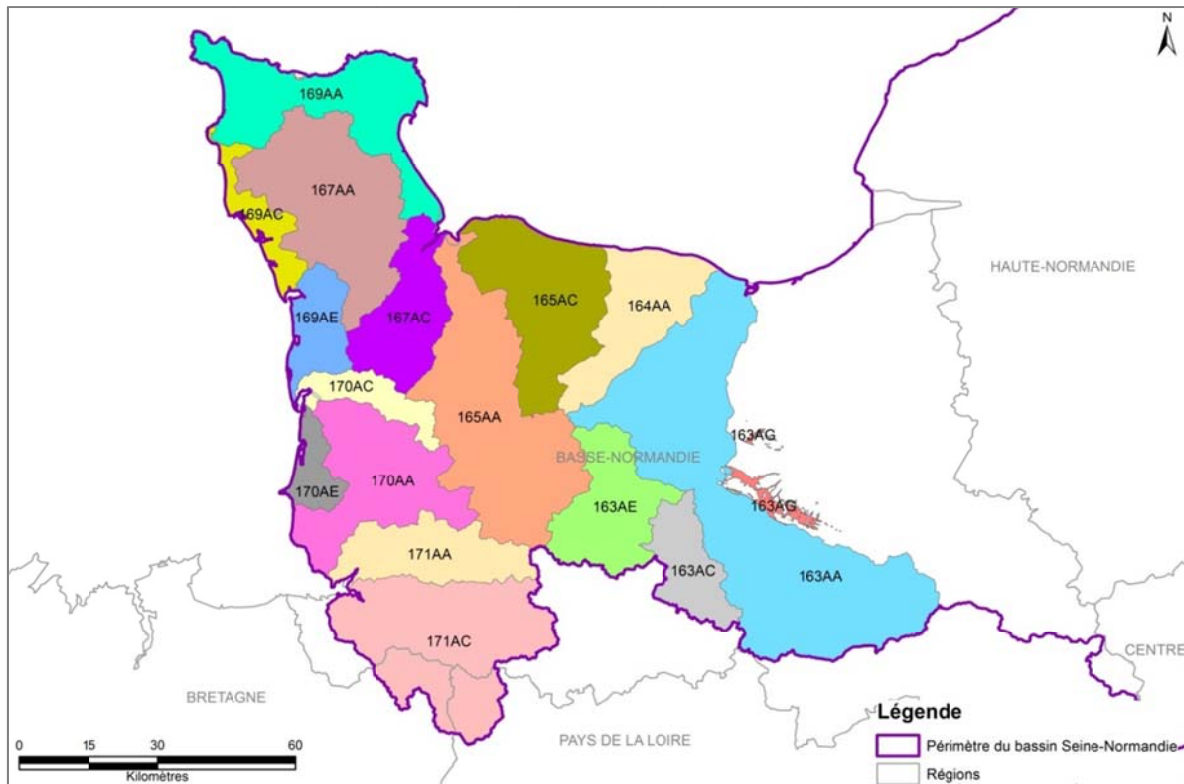 N
169AA
167AA
169AC
HAUTE-NORMANDIE
165AC
164AA
169AE
167AC
170AC
165AA
163AG
BASSE-NORMANDIE
170AA
170AE
163AE
163AG
171AA
163AC
163AA
171AC
CENTRE
BRETAGNE
PAYS DE LA LOIRE
Légende
Périmètre du bassin Seine-Normandie
Régions
0 15 30 60
Kilomètres